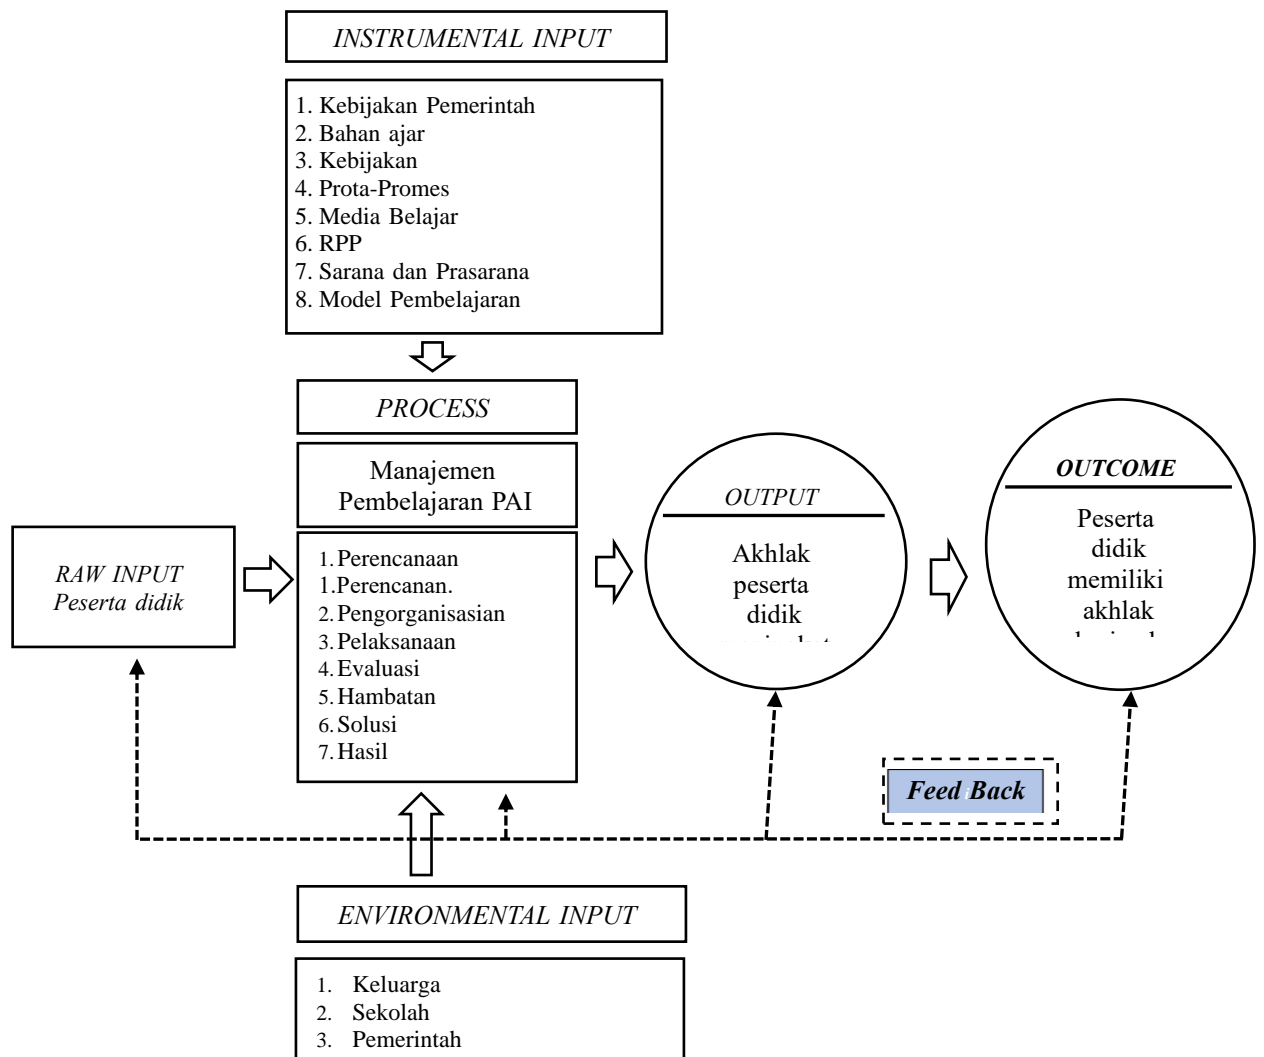 INSTRUMENTAL INPUT
1. Kebijakan Pemerintah
2. Bahan ajar
3. Kebijakan
4. Prota-Promes
5. Media Belajar
6. RPP
7. Sarana dan Prasarana
8. Model Pembelajaran
PROCESS
Manajemen
Pembelajaran PAI
1. Perencanaan
1. Perencanan.
2. Pengorganisasian
3. Pelaksanaan
4. Evaluasi
5. Hambatan
6. Solusi
7. Hasil
RAW INPUT
Peserta didik
OUTPUT
Akhlak
peserta
didik
OUTCOME
Peserta
didik
memiliki
akhlak
Feed Back
ENVIRONMENTAL INPUT
1. Keluarga
2. Sekolah
3. Pemerintah